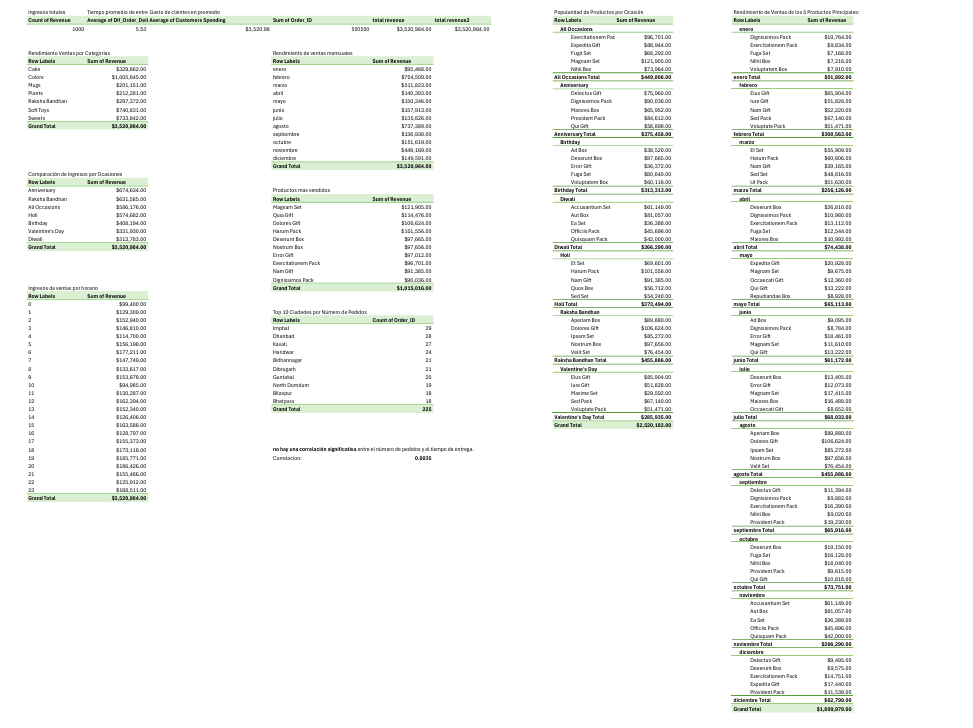 Ingresos totales Tiempo promedio de entre Gasto de clientes en promedio
Count of Revenue Average of Dif_Order_Deli Average of Customers Spending Sum of Order_ID total revenue total revenue2
1000 5.53 $3,520.98 500500 $3,520,984.00 $3,520,984.00
Rendimiento Ventas por Categorias
Row Labels Sum of Revenue
Cake $329,862.00
Colors $1,005,645.00
Mugs $201,151.00
Plants $212,281.00
Raksha Bandhan $297,372.00
Soft Toys $740,831.00
Sweets $733,842.00
Grand Total $3,520,984.00
Comparación de Ingresos por Ocasiones
Row Labels Sum of Revenue
Anniversary $674,634.00
Raksha Bandhan $631,585.00
All Occasions $586,176.00
Holi $574,682.00
Birthday $408,194.00
Valentine's Day $331,930.00
Diwali $313,783.00
Grand Total $3,520,984.00
Ingresos de ventas por horario
Row Labels Sum of Revenue
0 $99,400.00
1 $129,309.00
2 $152,940.00
3 $146,810.00
4 $114,700.00
5 $156,198.00
6 $177,211.00
7 $147,749.00
8 $133,617.00
9 $153,678.00
10 $94,985.00
11 $130,287.00
12 $162,394.00
13 $152,340.00
14 $126,406.00
15 $163,586.00
16 $128,797.00
17 $155,373.00
18 $173,118.00
19 $185,771.00
20 $186,428.00
21 $155,466.00
22 $125,912.00
23 $168,511.00
Grand Total $3,520,984.00
Rendimiento de ventas mensuales
Row Labels Sum of Revenue
enero $95,468.00
febrero $704,509.00
marzo $511,823.00
abril $140,393.00
mayo $150,346.00
junio $157,913.00
julio $135,826.00
agosto $737,389.00
septiembre $136,938.00
octubre $151,619.00
noviembre $449,169.00
diciembre $149,591.00
Grand Total $3,520,984.00
Productos mas vendidos
Row Labels Sum of Revenue
Magnam Set $121,905.00
Quia Gift $114,476.00
Dolores Gift $106,624.00
Harum Pack $101,556.00
Deserunt Box $97,665.00
Nostrum Box $97,656.00
Error Gift $97,012.00
Exercitationem Pack $96,701.00
Nam Gift $91,385.00
Dignissimos Pack $90,036.00
Grand Total $1,015,016.00
Top 10 Ciudades por Número de Pedidos
Row Labels Count of Order_ID
Imphal 29
Dhanbad 28
Kavali 27
Haridwar 24
Bidhannagar 21
Dibrugarh 21
Guntakal 20
North Dumdum 19
Bilaspur 18
Bhatpara 18
Grand Total 225
no hay una correlación significativa entre el número de pedidos y el tiempo de entrega.
Correlacion: 0.0035
Popularidad de Productos por Ocasión
Row Labels Sum of Revenue
All Occasions
Exercitationem Pac $96,701.00
Expedita Gift $88,944.00
Fugit Set $68,292.00
Magnam Set $121,905.00
Nihil Box $73,964.00
All Occasions Total $449,806.00
Anniversary
Delectus Gift $75,960.00
Dignissimos Pack $90,036.00
Maiores Box $65,952.00
Provident Pack $84,612.00
Qui Gift $58,898.00
Anniversary Total $375,458.00
Birthday
Ad Box $38,520.00
Deserunt Box $97,665.00
Error Gift $36,372.00
Fuga Set $80,640.00
Voluptatem Box $60,116.00
Birthday Total $313,313.00
Diwali
Accusantium Set $61,149.00
Aut Box $81,057.00
Ea Set $36,388.00
Officia Pack $45,696.00
Quisquam Pack $42,000.00
Diwali Total $266,290.00
Holi
Et Set $69,601.00
Harum Pack $101,556.00
Nam Gift $91,385.00
Quos Box $56,712.00
Sed Set $54,240.00
Holi Total $373,494.00
Raksha Bandhan
Aperiam Box $89,880.00
Dolores Gift $106,624.00
Ipsam Set $85,272.00
Nostrum Box $97,656.00
Velit Set $76,454.00
Raksha Bandhan Total $455,886.00
Valentine's Day
Eius Gift $85,904.00
Iure Gift $51,828.00
Maxime Set $29,592.00
Sed Pack $67,140.00
Voluptate Pack $51,471.00
Valentine's Day Total $285,935.00
Grand Total $2,520,182.00
Rendimiento de Ventas de los 5 Productos Principales:
Row Labels Sum of Revenue
enero
Dignissimos Pack $19,764.00
Exercitationem Pack $9,834.00
Fuga Set $7,168.00
Nihil Box $7,216.00
Voluptatem Box $7,910.00
enero Total $51,892.00
febrero
Eius Gift $85,904.00
Iure Gift $51,828.00
Nam Gift $52,220.00
Sed Pack $67,140.00
Voluptate Pack $51,471.00
febrero Total $308,563.00
marzo
Et Set $55,909.00
Harum Pack $60,606.00
Nam Set $39,165.00
Sed Set $48,816.00
Ut Pack $51,630.00
marzo Total $256,126.00
abril
Deserunt Box $26,810.00
Dignissimos Pack $10,980.00
Error Gift $13,112.00
Fuga Set $12,544.00
Maiores Box $10,992.00
abril Total $74,438.00
mayo
Expedita Gift $20,928.00
Magnam Set $9,675.00
Occaecati Gift $12,360.00
Qui Gift $13,222.00
Repudiandae Box $8,928.00
mayo Total $65,113.00
junio
Ad Box $9,095.00
Dignissimos Pack $8,784.00
Error Gift $18,461.00
Magnam Set $11,610.00
Qui Gift $13,222.00
junio Total $61,172.00
julio
Deserunt Box $13,405.00
Error Gift $12,073.00
Magnam Set $17,415.00
Maiores Box $16,488.00
Occaecati Gift $8,652.00
julio Total $68,033.00
agosto
Aperiam Box $89,880.00
Dolores Gift $106,624.00
Ipsam Set $85,272.00
Nostrum Box $97,656.00
Velit Set $76,454.00
agosto Total $455,886.00
septiembre
Delectus Gift $11,394.00
Dignissimos Pack $9,882.00
Exercitationem Pack $16,390.00
Nihil Box $9,020.00
Provident Pack $19,230.00
septiembre Total $65,916.00
octubre
Deserunt Box $19,150.00
Fuga Set $16,128.00
Nihil Box $18,040.00
Provident Pack $9,615.00
Qui Gift $10,818.00
octubre Total $73,751.00
noviembre
Accusantium Set $61,149.00
Aut Box $81,057.00
Ea Set $36,388.00
Officia Pack $45,696.00
Quisquam Pack $42,000.00
noviembre Total $266,290.00
diciembre
Delectus Gift $9,495.00
Deserunt Box $9,575.00
Exercitationem Pack $14,751.00
Expedita Gift $17,440.00
Provident Pack $11,538.00
diciembre Total $62,799.00
Grand Total $1,809,979.00